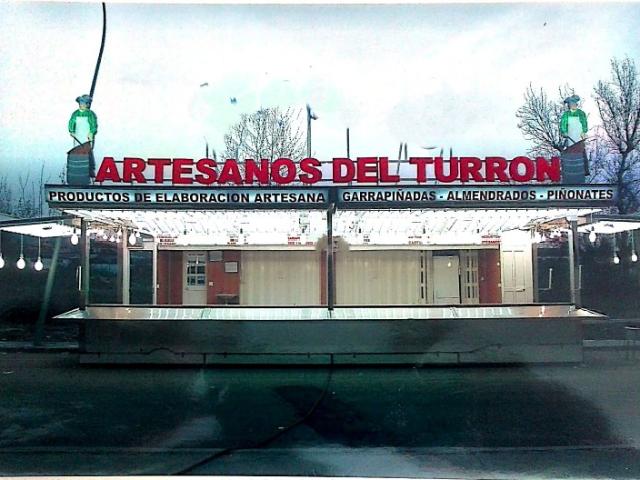 ARTESANOS DEL TURRON
PRODUCTOS DE ELABORACION ARTESANA
GARRAPIÑADAS - ALMENDRADOS - PIÑONATES